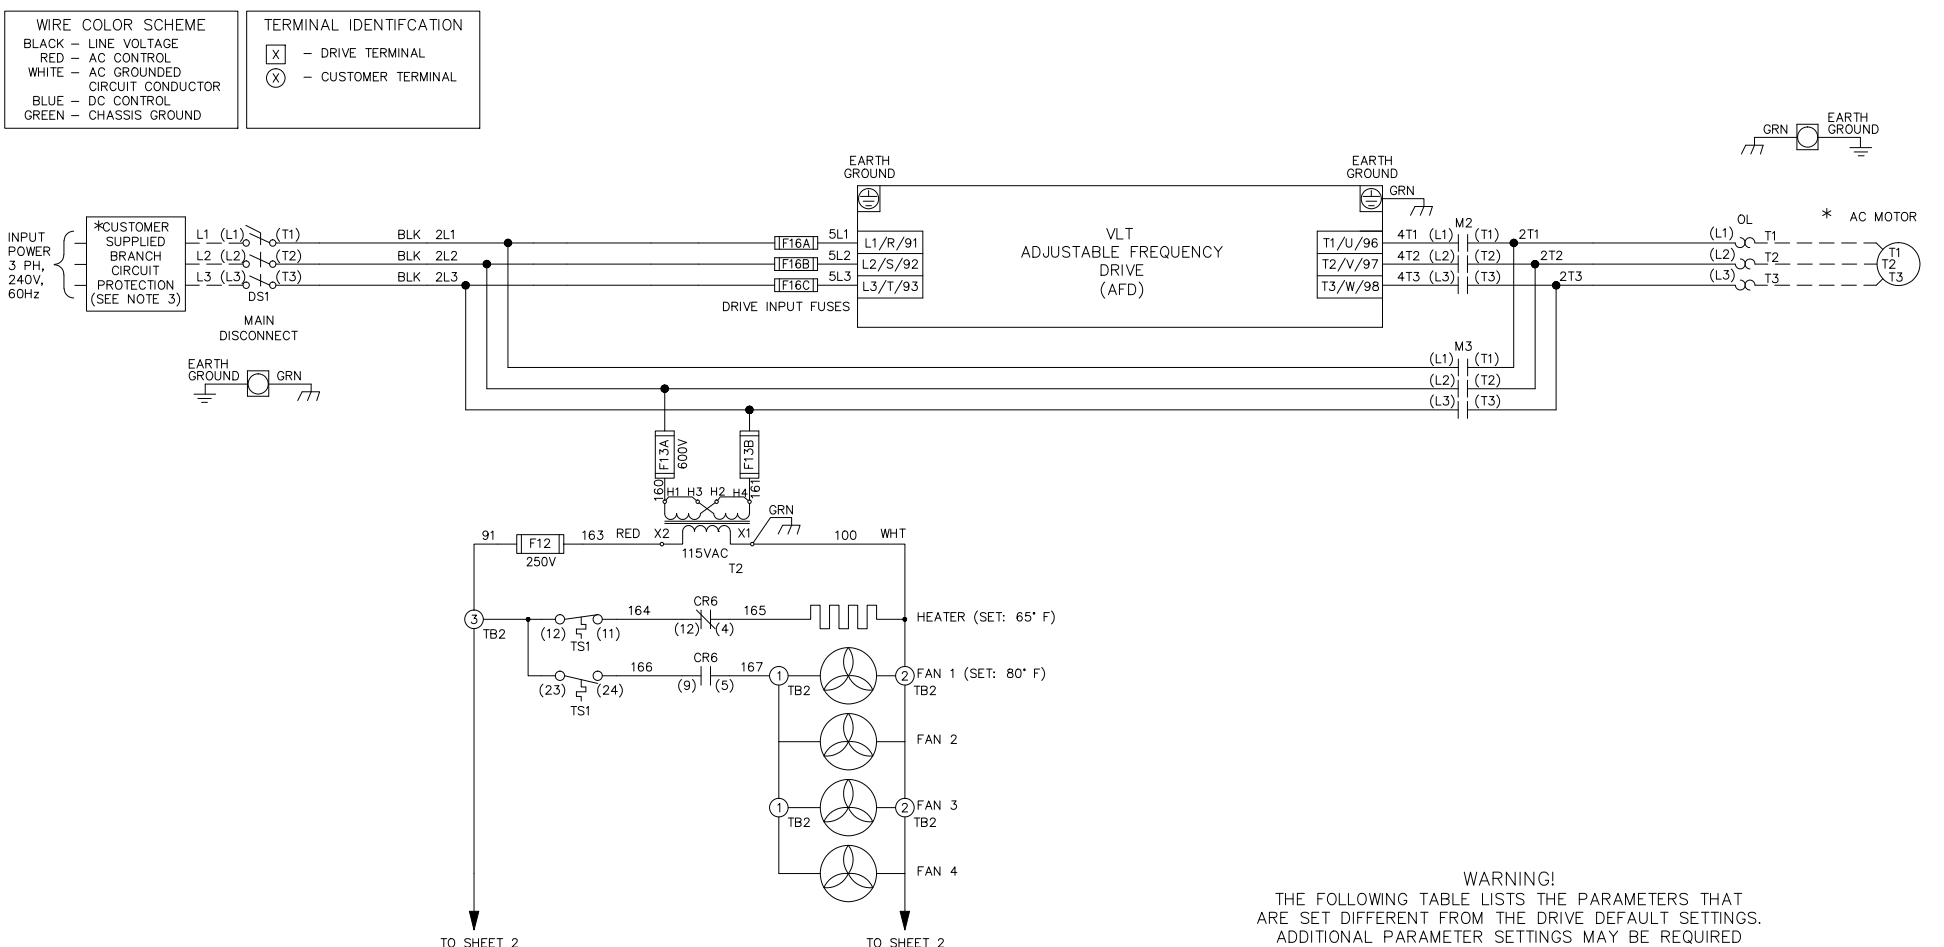 WIRE COLOR SCHEME
BLACK – LINE VOLTAGE
RED – AC CONTROL
WHITE – AC GROUNDED
CIRCUIT CONDUCTOR
BLUE – DC CONTROL
GREEN – CHASSIS GROUND
TERMINAL IDENTIFCATION
X – DRIVE TERMINAL
X – CUSTOMER TERMINAL
GRN
EARTH
GROUND
INPUT
POWER
3 PH,
240V,
60Hz
*CUSTOMER
SUPPLIED
BRANCH
CIRCUIT
PROTECTION
(SEE NOTE 3)
L1 (L1) (T1)
L2 (L2) (T2)
L3 (L3) (T3)
DS1
MAIN
DISCONNECT
EARTH
GROUND
GRN
BLK 2L1
BLK 2L2
BLK 2L3
F16A 5L1
F16B 5L2
F16C 5L3
DRIVE INPUT FUSES
EARTH
GROUND
L1/R/91
L2/S/92
L3/T/93
VLT
ADJUSTABLE FREQUENCY
DRIVE
(AFD)
EARTH
GROUND
GRN
T1/U/96
T2/V/97
T3/W/98
M2
4T1 (L1) (T1) 2T1
4T2 (L2) (T2) 2T2
4T3 (L3) (T3) 2T3
OL
(L1) T1
(L2) T2
(L3) T3
* AC MOTOR
T1
T2
T3
M3
(L1) (T1)
(L2) (T2)
(L3) (T3)
F13A
600V
F13B
160
161
H1 H3 H2 H4
GRN
91 F12 163 RED X2 X1 100 WHT
250V
115VAC
T2
3
TB2
(12) (11)
TS1
164
CR6
(12) (4)
165
HEATER (SET: 65° F)
(23) (24)
TS1
166
CR6
(9) (5)
167
1
TB2
2
TB2
FAN 1 (SET: 80° F)
FAN 2
1
TB2
2
TB2
FAN 3
FAN 4
TO SHEET 2
TO SHEET 2
WARNING!
THE FOLLOWING TABLE LISTS THE PARAMETERS THAT
ARE SET DIFFERENT FROM THE DRIVE DEFAULT SETTINGS.
ADDITIONAL PARAMETER SETTINGS MAY BE REQUIRED